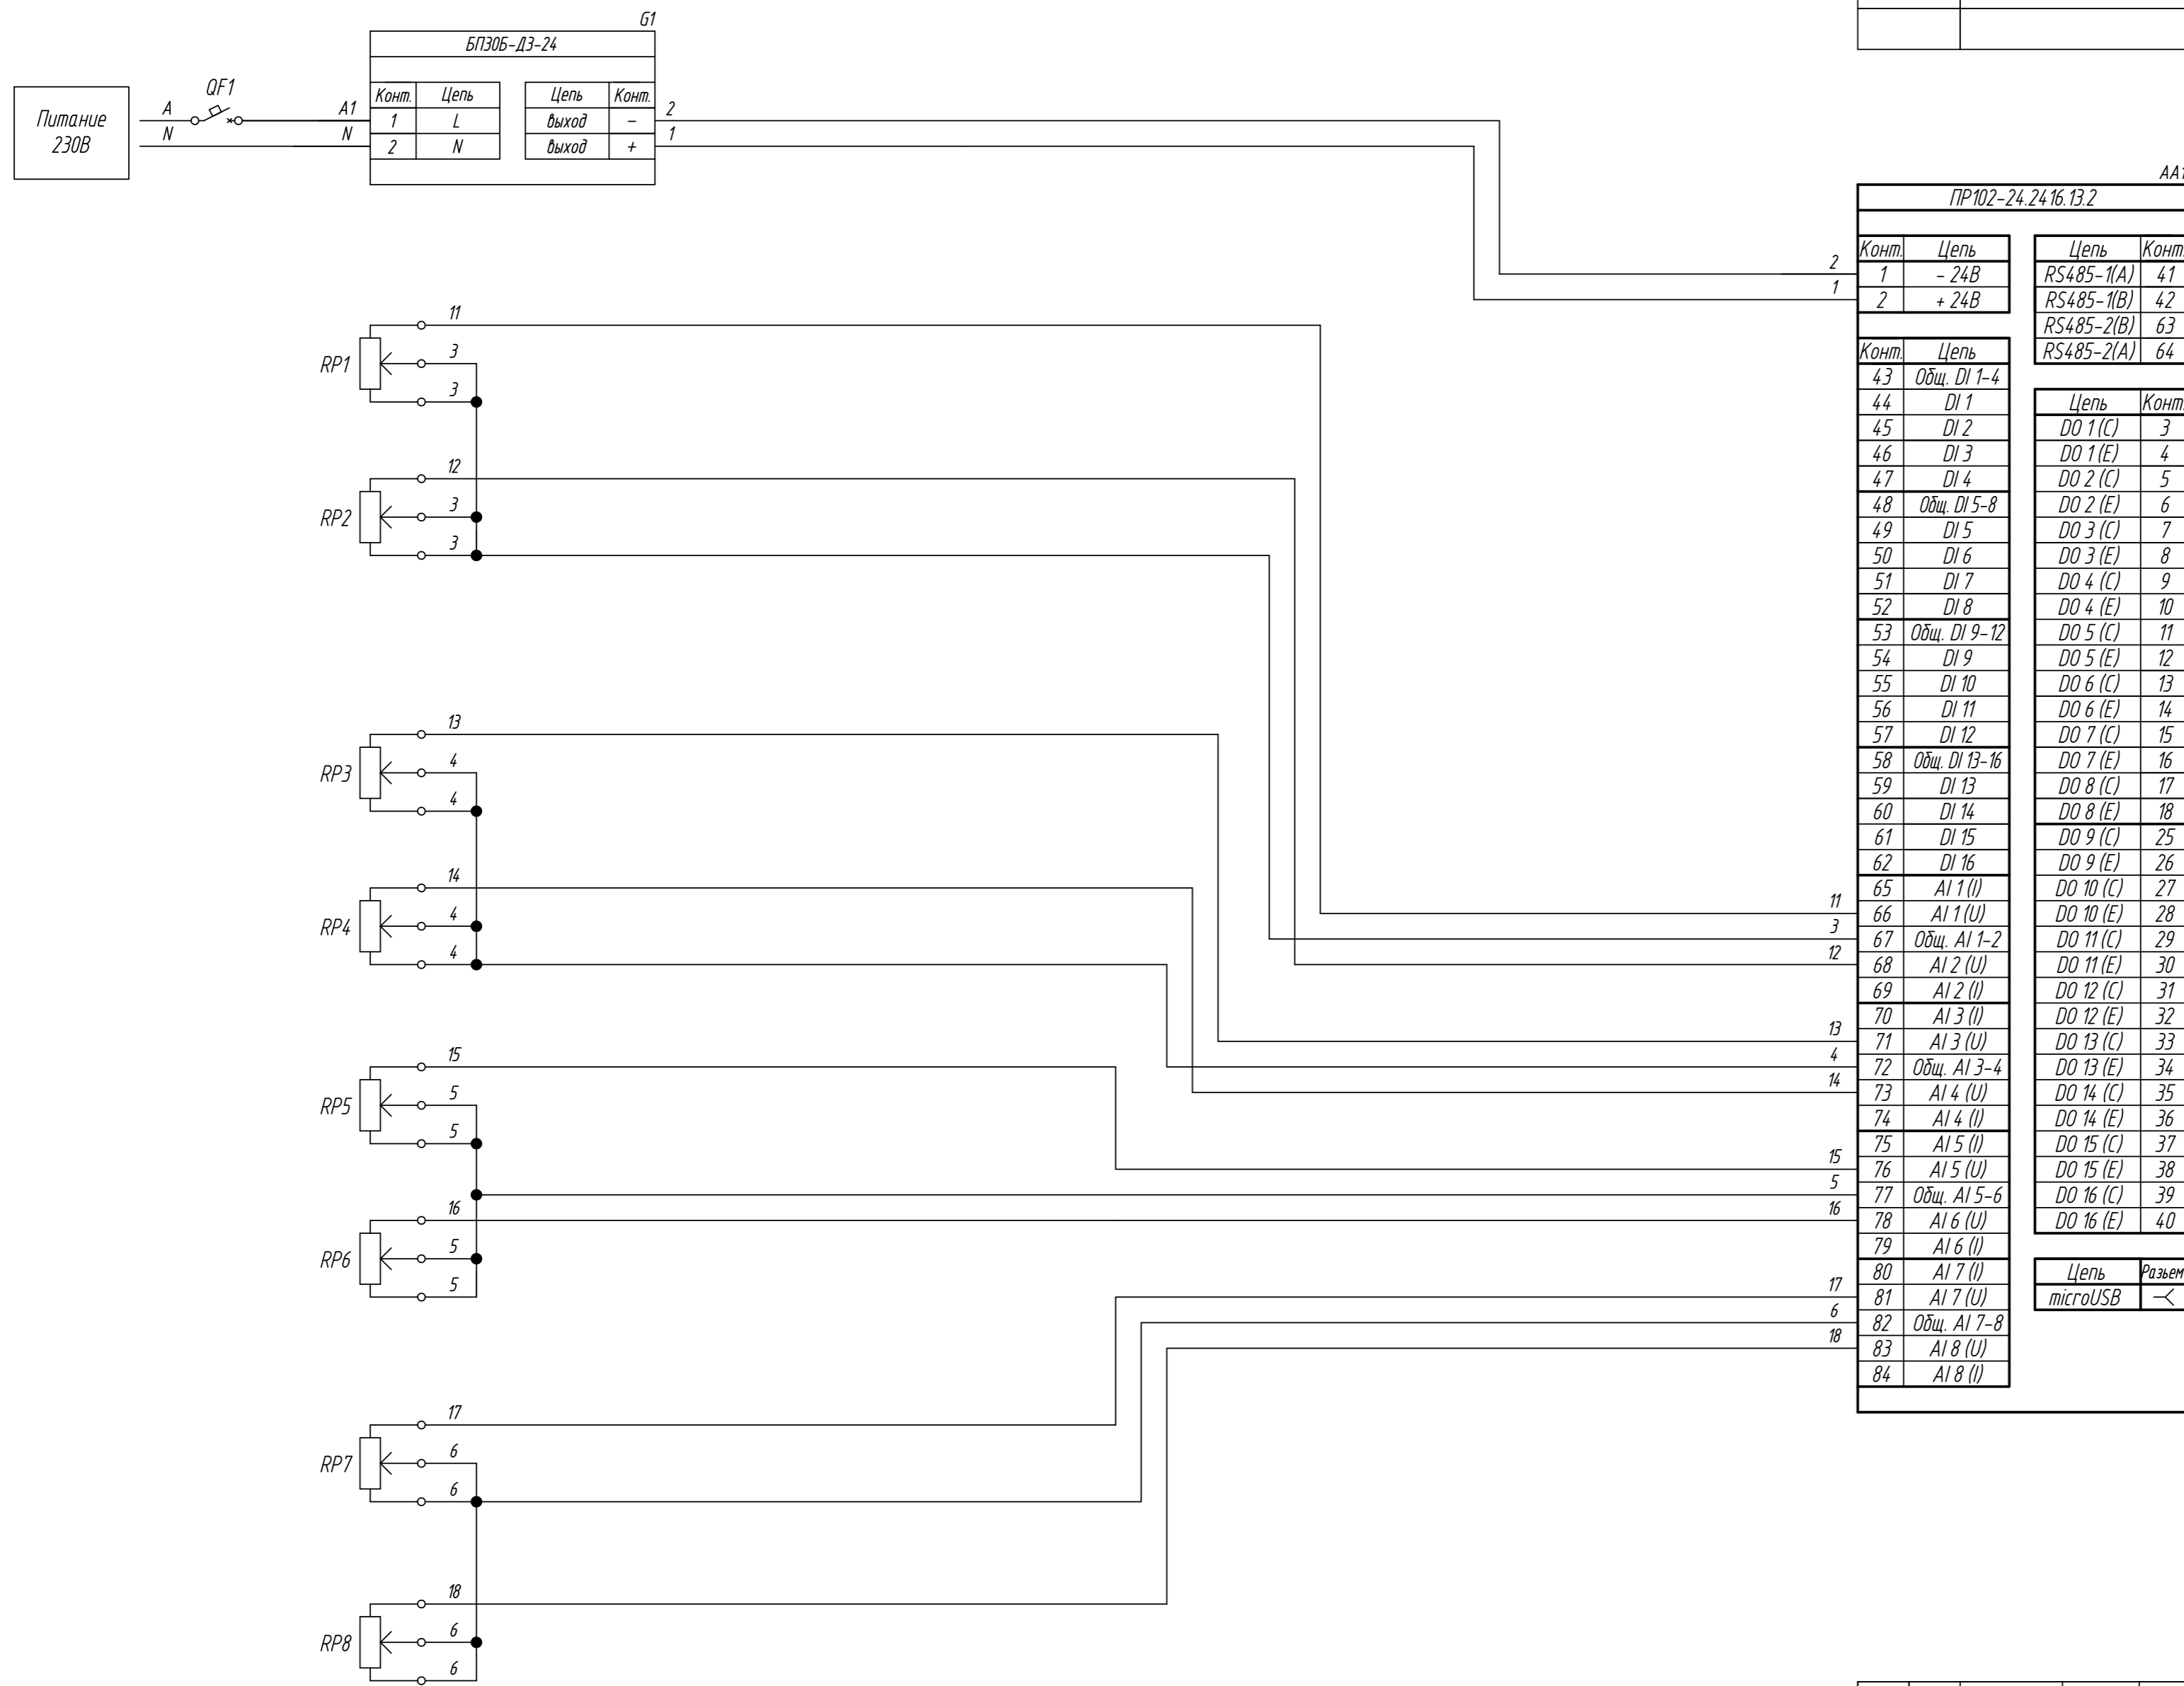 G1
БП30Б-Д3-24
Питание
230В
QF1
A
N
A1
N
Конт. Цепь
1 L
2 N
Цепь Конт.
выход -
выход +
2
1
AA1
ПР102-24.2416.13.2
2
1
Конт. Цепь
1 - 24В
2 + 24В
Цепь Конт.
RS485-1(A) 41
RS485-1(B) 42
RS485-2(B) 63
RS485-2(A) 64
RP1
11
3
3
RP2
12
3
3
RP3
13
4
4
RP4
14
4
4
RP5
15
5
5
RP6
16
5
5
RP7
17
6
6
RP8
18
6
6
11
3
12
13
4
14
15
5
16
17
6
18
Конт. Цепь
43 Общ. DI 1-4
44 DI 1
45 DI 2
46 DI 3
47 DI 4
48 Общ. DI 5-8
49 DI 5
50 DI 6
51 DI 7
52 DI 8
53 Общ. DI 9-12
54 DI 9
55 DI 10
56 DI 11
57 DI 12
58 Общ. DI 13-16
59 DI 13
60 DI 14
61 DI 15
62 DI 16
65 AI 1 (I)
66 AI 1 (U)
67 Общ. AI 1-2
68 AI 2 (U)
69 AI 2 (I)
70 AI 3 (I)
71 AI 3 (U)
72 Общ. AI 3-4
73 AI 4 (U)
74 AI 4 (I)
75 AI 5 (I)
76 AI 5 (U)
77 Общ. AI 5-6
78 AI 6 (U)
79 AI 6 (I)
80 AI 7 (I)
81 AI 7 (U)
82 Общ. AI 7-8
83 AI 8 (U)
84 AI 8 (I)
Цепь Конт.
DO 1 (C) 3
DO 1 (E) 4
DO 2 (C) 5
DO 2 (E) 6
DO 3 (C) 7
DO 3 (E) 8
DO 4 (C) 9
DO 4 (E) 10
DO 5 (C) 11
DO 5 (E) 12
DO 6 (C) 13
DO 6 (E) 14
DO 7 (C) 15
DO 7 (E) 16
DO 8 (C) 17
DO 8 (E) 18
DO 9 (C) 25
DO 9 (E) 26
DO 10 (C) 27
DO 10 (E) 28
DO 11 (C) 29
DO 11 (E) 30
DO 12 (C) 31
DO 12 (E) 32
DO 13 (C) 33
DO 13 (E) 34
DO 14 (C) 35
DO 14 (E) 36
DO 15 (C) 37
DO 15 (E) 38
DO 16 (C) 39
DO 16 (E) 40
Цепь Разьем
microUSB